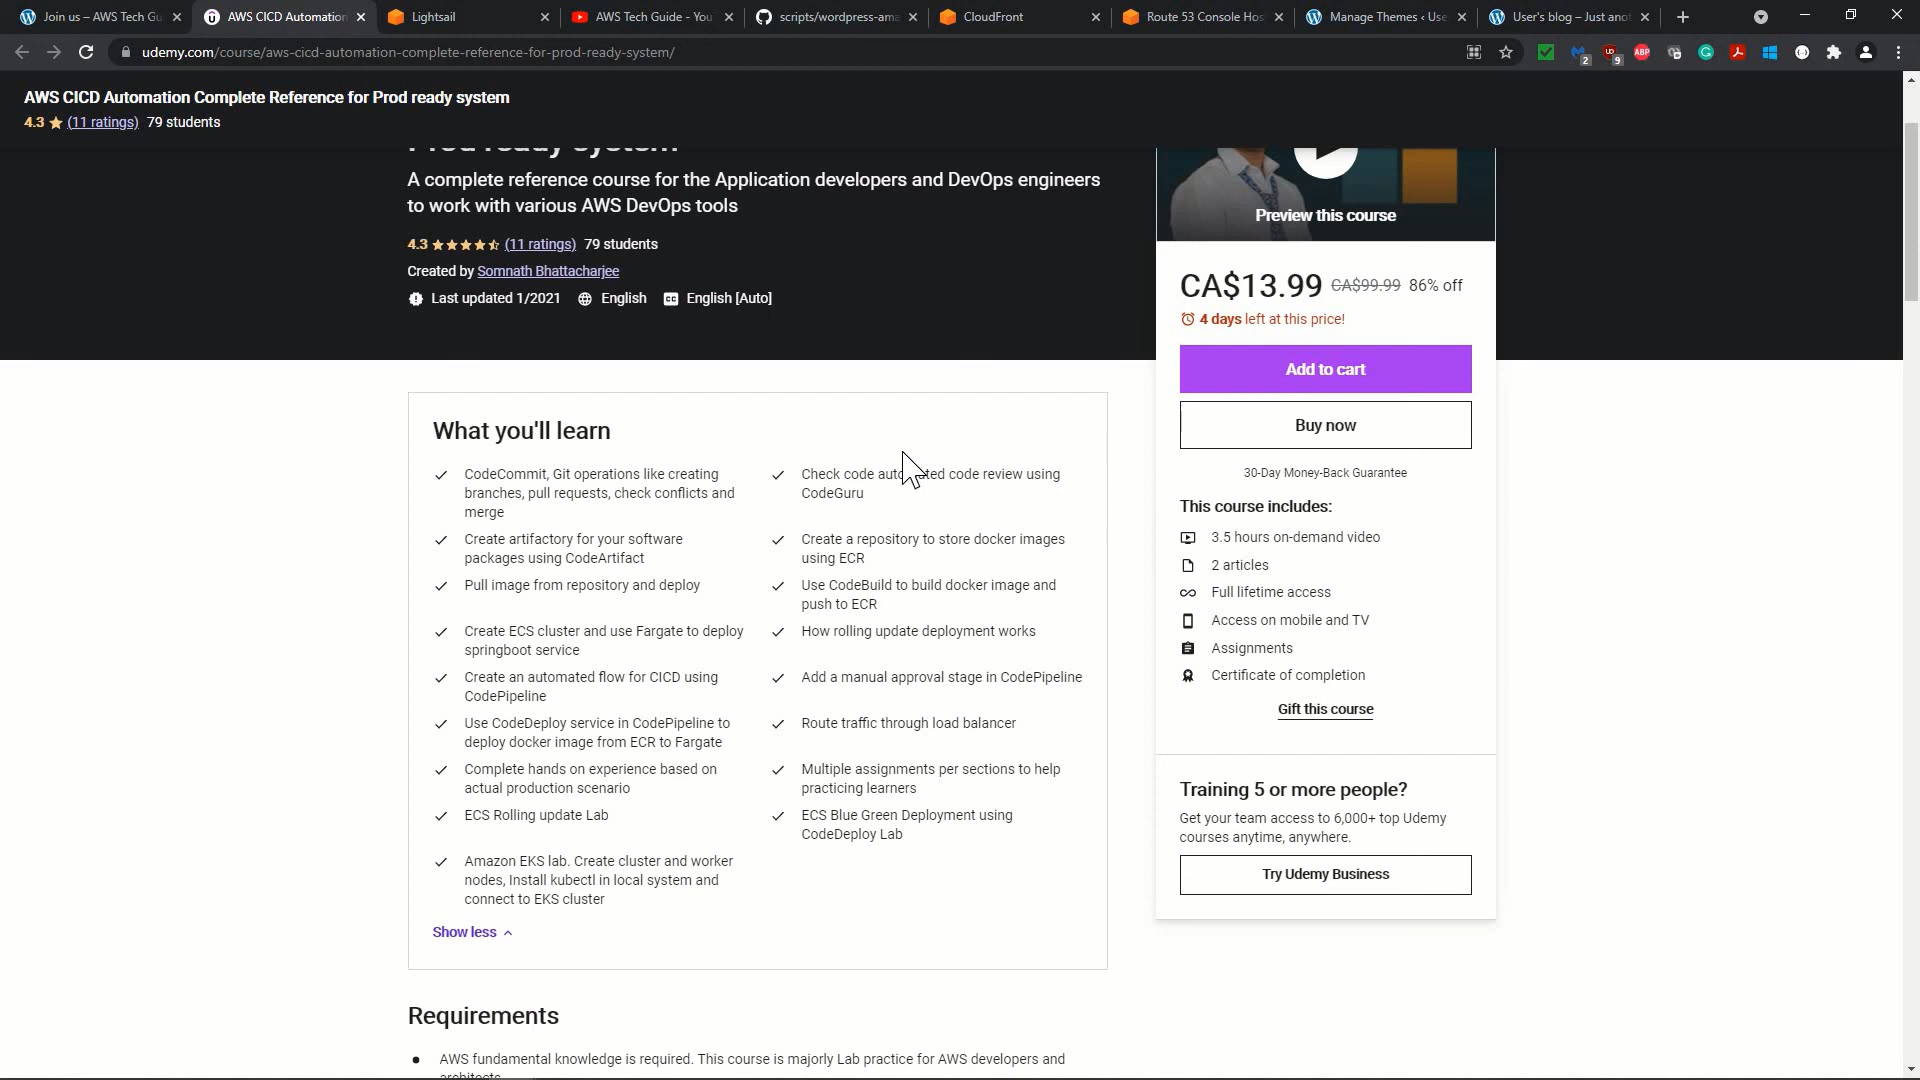 Join us – AWS Tech Gu
AWS CICD Automation
Lightsail
AWS Tech Guide - You
scripts/wordpress-ama
CloudFront
Route 53 Console Hos
Manage Themes ‹ Use
User's blog – Just anot
udemy.com/course/aws-cicd-automation-complete-reference-for-prod-ready-system/
2
9
ABP
AWS CICD Automation Complete Reference for Prod ready system
4.3 (11 ratings) 79 students
Prod ready system
A complete reference course for the Application developers and DevOps engineers
to work with various AWS DevOps tools
4.3 (11 ratings) 79 students
Created by Somnath Bhattacharjee
Last updated 1/2021 English English [Auto]
Preview this course
CA$13.99 CA$99.99 86% off
4 days left at this price!
Add to cart
Buy now
30-Day Money-Back Guarantee
This course includes:
3.5 hours on-demand video
2 articles
Full lifetime access
Access on mobile and TV
Assignments
Certificate of completion
Gift this course
Training 5 or more people?
Get your team access to 6,000+ top Udemy
courses anytime, anywhere.
Try Udemy Business
What you'll learn
CodeCommit, Git operations like creating
branches, pull requests, check conflicts and
merge
Check code automated code review using
CodeGuru
Create artifactory for your software
packages using CodeArtifact
Create a repository to store docker images
using ECR
Pull image from repository and deploy
Use CodeBuild to build docker image and
push to ECR
Create ECS cluster and use Fargate to deploy
springboot service
How rolling update deployment works
Create an automated flow for CICD using
CodePipeline
Add a manual approval stage in CodePipeline
Use CodeDeploy service in CodePipeline to
deploy docker image from ECR to Fargate
Route traffic through load balancer
Complete hands on experience based on
actual production scenario
Multiple assignments per sections to help
practicing learners
ECS Rolling update Lab
ECS Blue Green Deployment using
CodeDeploy Lab
Amazon EKS lab. Create cluster and worker
nodes, Install kubectl in local system and
connect to EKS cluster
Show less
Requirements
AWS fundamental knowledge is required. This course is majorly Lab practice for AWS developers and
architects